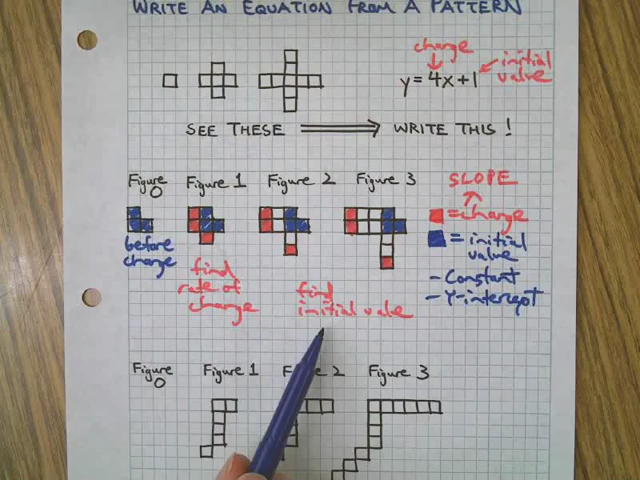 WRITE AN EQUATION FROM A PATTERN
change
y = 4x + 1
initial
value
SEE THESE
WRITE THIS !
Figure
0
Figure 1
Figure 2
Figure 3
SLOPE
= change
= initial
value
- Constant
- Y-intercept
before
change
find
rate of
change
find
initial value
Figure
0
Figure 1
2
Figure 3